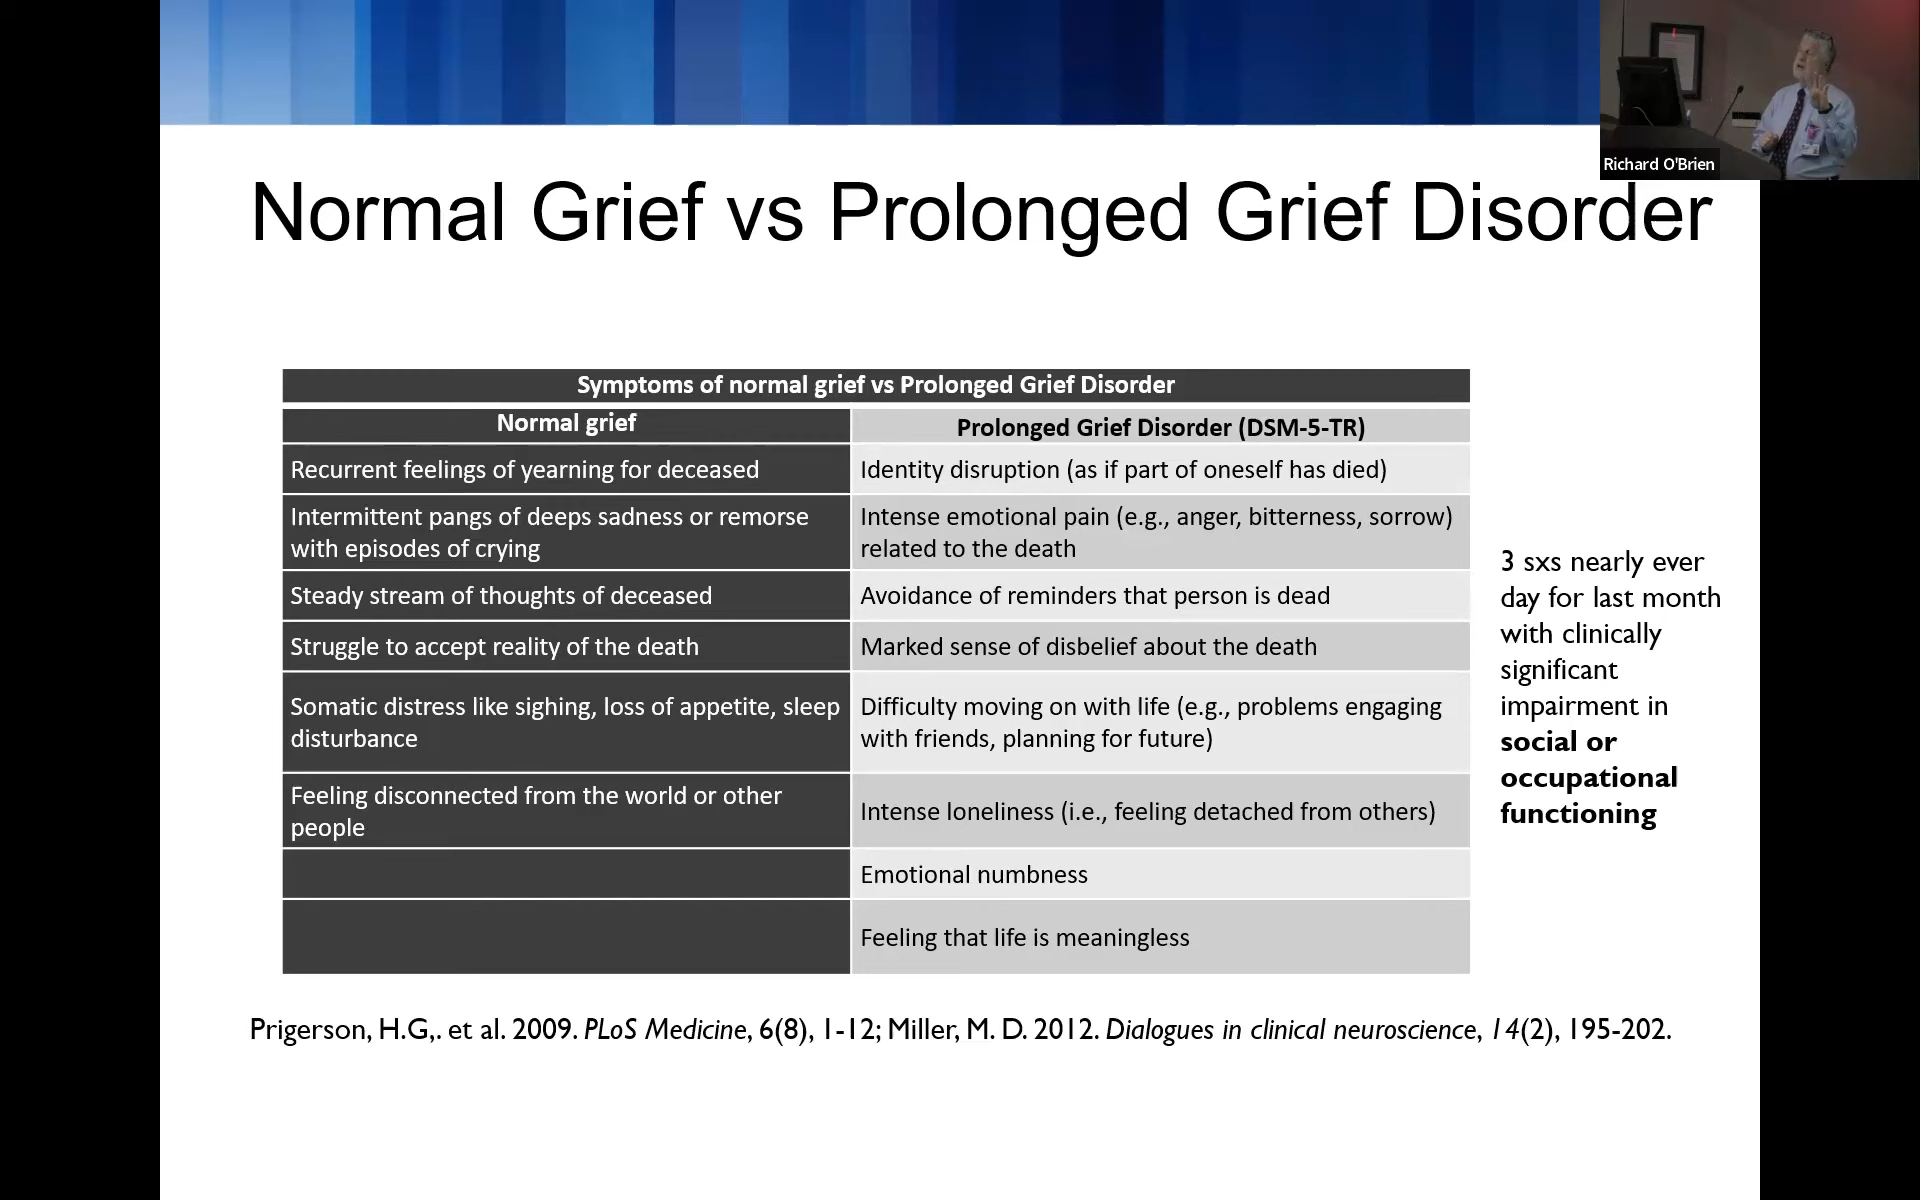 Richard O'Brien
Normal Grief vs Prolonged Grief Disorder
Symptoms of normal grief vs Prolonged Grief Disorder
Normal grief
Prolonged Grief Disorder (DSM-5-TR)
Recurrent feelings of yearning for deceased
Identity disruption (as if part of oneself has died)
Intermittent pangs of deeps sadness or remorse
with episodes of crying
Intense emotional pain (e.g., anger, bitterness, sorrow)
related to the death
Steady stream of thoughts of deceased
Avoidance of reminders that person is dead
Struggle to accept reality of the death
Marked sense of disbelief about the death
Somatic distress like sighing, loss of appetite, sleep
disturbance
Difficulty moving on with life (e.g., problems engaging
with friends, planning for future)
Feeling disconnected from the world or other
people
Intense loneliness (i.e., feeling detached from others)
Emotional numbness
Feeling that life is meaningless
3 sxs nearly ever
day for last month
with clinically
significant
impairment in
social or
occupational
functioning
Prigerson, H.G,. et al. 2009. PLoS Medicine, 6(8), 1-12; Miller, M. D. 2012. Dialogues in clinical neuroscience, 14(2), 195-202.